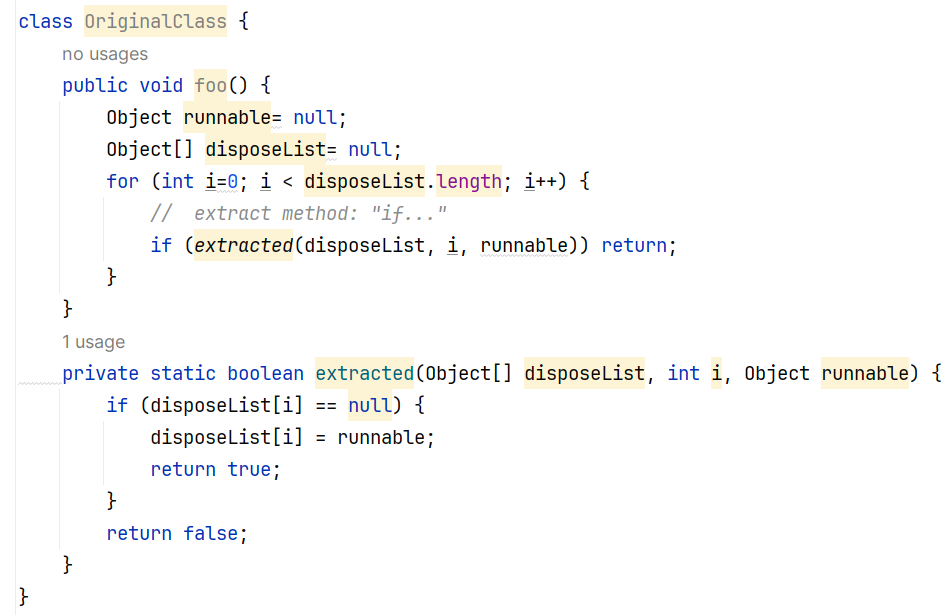 class OriginalClass {
no usages
public void foo() {
Object runnable= null;
Object[] disposeList= null;
for (int i=0; i < disposeList.length; i++) {
//  extract method: "if..."
if (extracted(disposeList, i, runnable)) return;
}
}
1 usage
private static boolean extracted(Object[] disposeList, int i, Object runnable) {
if (disposeList[i] == null) {
disposeList[i] = runnable;
return true;
}
return false;
}
}